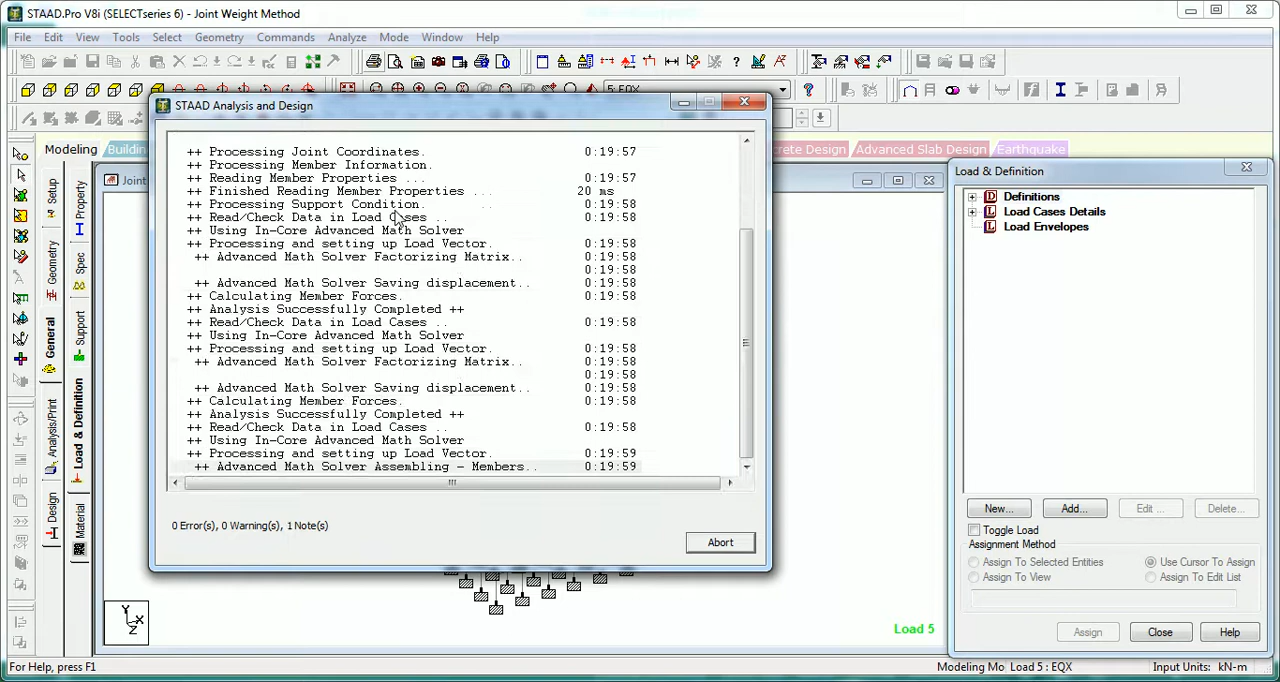 STAAD.Pro V8i (SELECTseries 6) - Joint Weight Method
File Edit View Tools Select Geometry Commands Analyze Mode Window Help
5: EQX
STAAD Analysis and Design
Modeling Building crete Design Advanced Slab Design Earthquake
Joint
++ Processing Joint Coordinates. 0:19:57
++ Processing Member Information.
++ Reading Member Properties ... 0:19:57
++ Finished Reading Member Properties ... 20 ms
++ Processing Support Condition. 0:19:58
++ Read/Check Data in Load Cases .. 0:19:58
++ Using In-Core Advanced Math Solver
++ Processing and setting up Load Vector. 0:19:58
++ Advanced Math Solver Factorizing Matrix.. 0:19:58
0:19:58
++ Advanced Math Solver Saving displacement.. 0:19:58
++ Calculating Member Forces. 0:19:58
++ Analysis Successfully Completed ++
++ Read/Check Data in Load Cases .. 0:19:58
++ Using In-Core Advanced Math Solver
++ Processing and setting up Load Vector. 0:19:58
++ Advanced Math Solver Factorizing Matrix.. 0:19:58
0:19:58
++ Advanced Math Solver Saving displacement.. 0:19:58
++ Calculating Member Forces. 0:19:58
++ Analysis Successfully Completed ++
++ Read/Check Data in Load Cases .. 0:19:58
++ Using In-Core Advanced Math Solver
++ Processing and setting up Load Vector. 0:19:59
++ Advanced Math Solver Assembling - Members.. 0:19:59
0 Error(s), 0 Warning(s), 1 Note(s)
Abort
Setup
Geometry
General
Analysis/Print
Design
Property
Spec
Support
Load & Definition
Material
Load & Definition
Definitions
Load Cases Details
Load Envelopes
New... Add... Edit ... Delete...
Toggle Load
Assignment Method
Assign To Selected Entities Use Cursor To Assign
Assign To View Assign To Edit List
Assign Close Help
Y
X
Z
Load 5
For Help, press F1 Modeling Mo Load 5 : EQX Input Units: kN-m